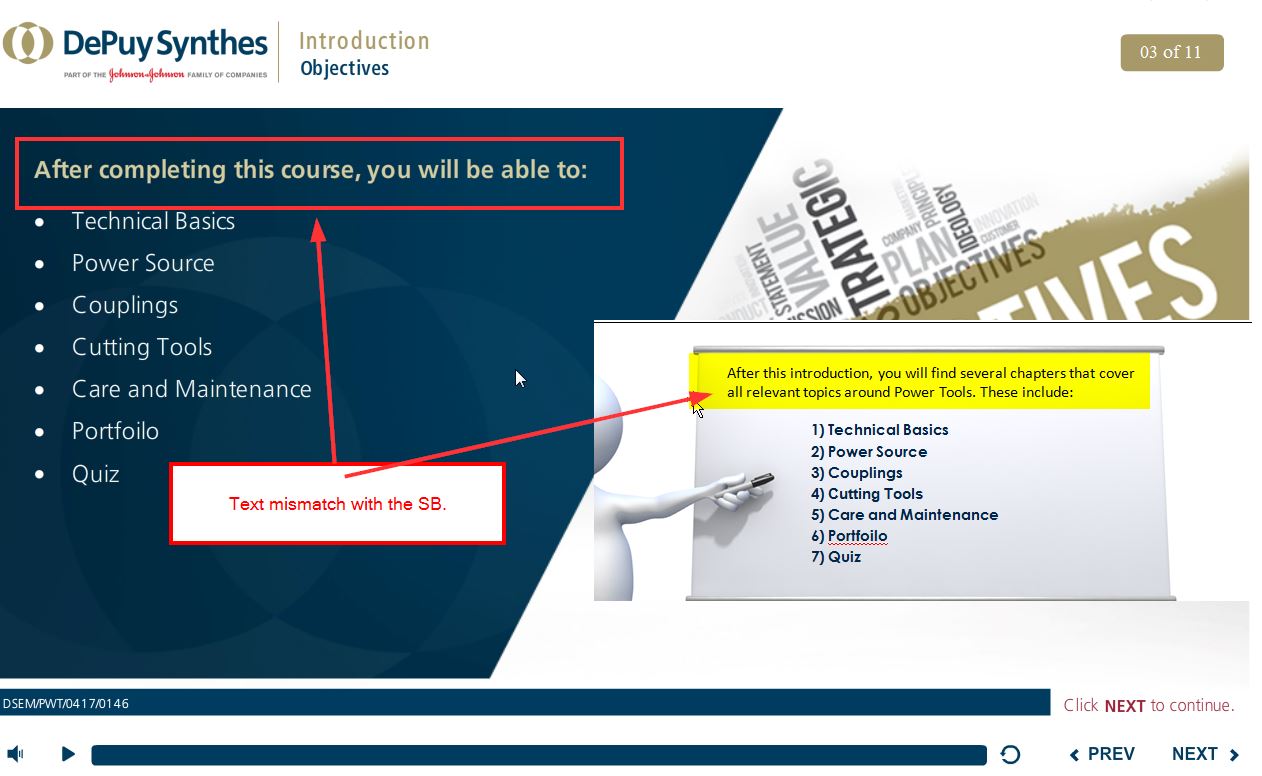 DePuy Synthes
PART OF THE Johnson & Johnson FAMILY OF COMPANIES
Introduction
Objectives
03 of 11
After completing this course, you will be able to:
• Technical Basics
• Power Source
• Couplings
• Cutting Tools
• Care and Maintenance
• Portfoilo
• Quiz
Text mismatch with the SB.
STATEMENT
VALUE
STRATEGIC
COMPANY
PLAN
PRINCIPLE
IDEOLOGY
INNOVATION
CUSTOMER
OBJECTIVES
TIVES
After this introduction, you will find several chapters that cover
all relevant topics around Power Tools. These include:
1) Technical Basics
2) Power Source
3) Couplings
4) Cutting Tools
5) Care and Maintenance
6) Portfoilo
7) Quiz
DSEM/PWT/0417/0146
Click NEXT to continue.
PREV
NEXT